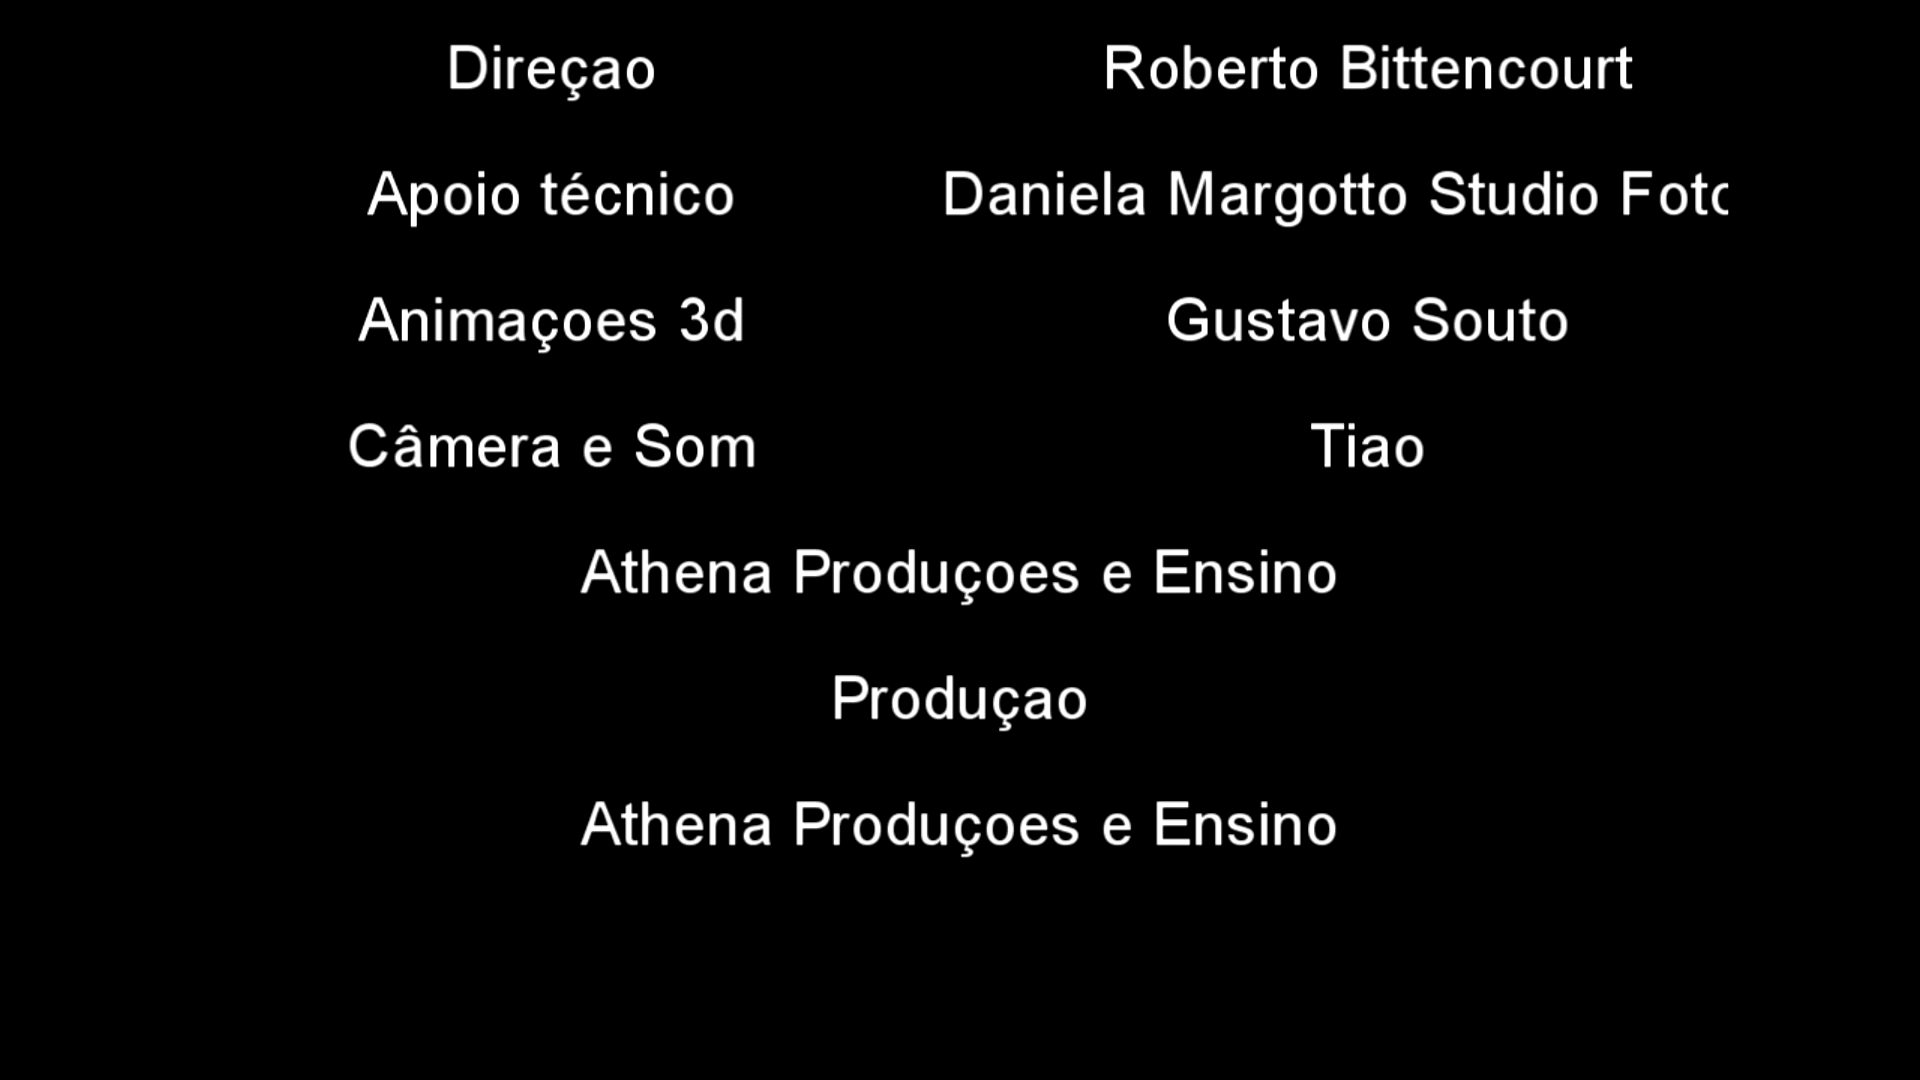 Direçao Roberto Bittencourt
Apoio técnico Daniela Margotto Studio Foto
Animaçoes 3d Gustavo Souto
Câmera e Som Tiao
Athena Produçoes e Ensino
Produçao
Athena Produçoes e Ensino